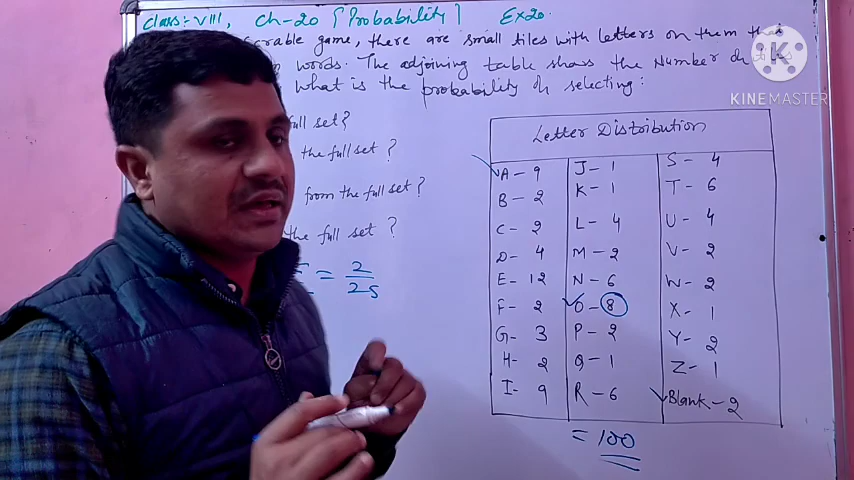 Class: VIII, Ch-20 [Probability] Ex20.
game, there are small tiles with letters on them
words. The adjoining table shows the Number
what is the probability of selecting:
full set?
the full set?
from the full set?
the full set?
= 2/25
Letter Distribution
A - 9 J - 1 S - 4
B - 2 K - 1 T - 6
C - 2 L - 4 U - 4
D - 4 M - 2 V - 2
E - 12 N - 6 W - 2
F - 2 O - 8 X - 1
G - 3 P - 2 Y - 2
H - 2 Q - 1 Z - 1
I - 9 R - 6 Blank - 2
= 100
K
KINEMASTER